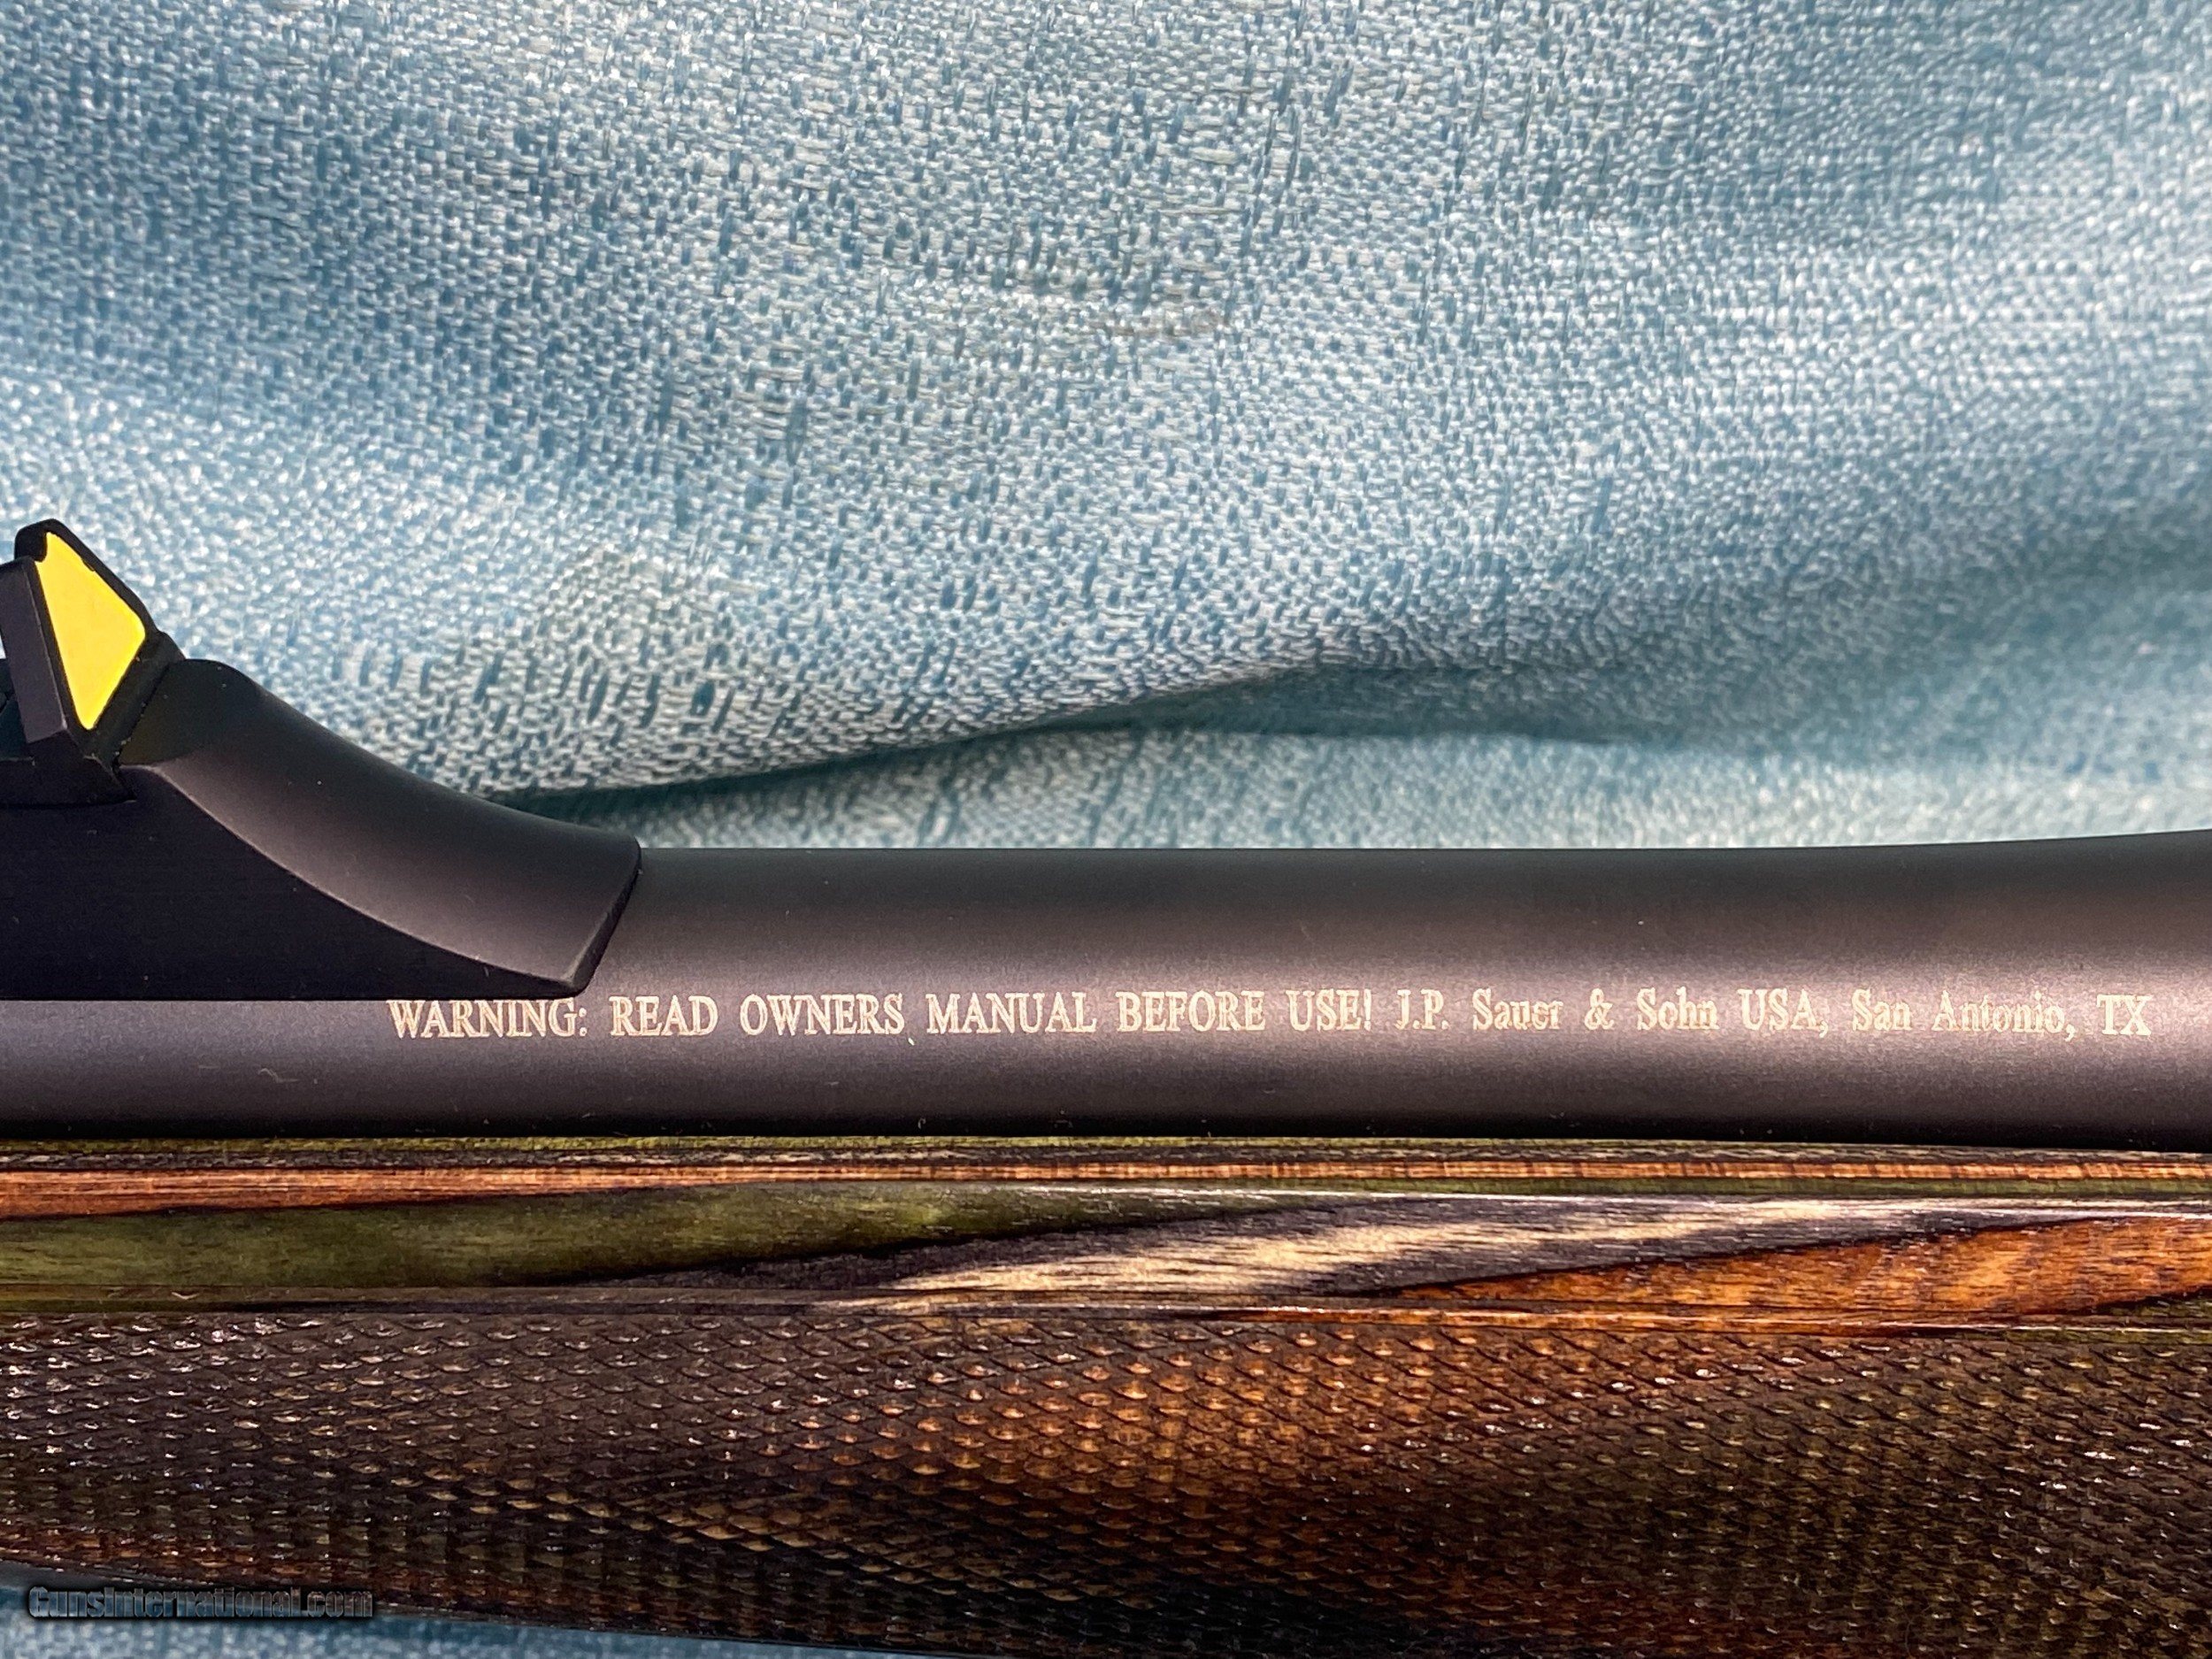 WARNING: READ OWNERS MANUAL BEFORE USE! J.P. Sauer & Sohn USA, San Antonio, TX
GunsInternational.com